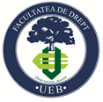 FACULTATEA DE DREPT
· UEB ·